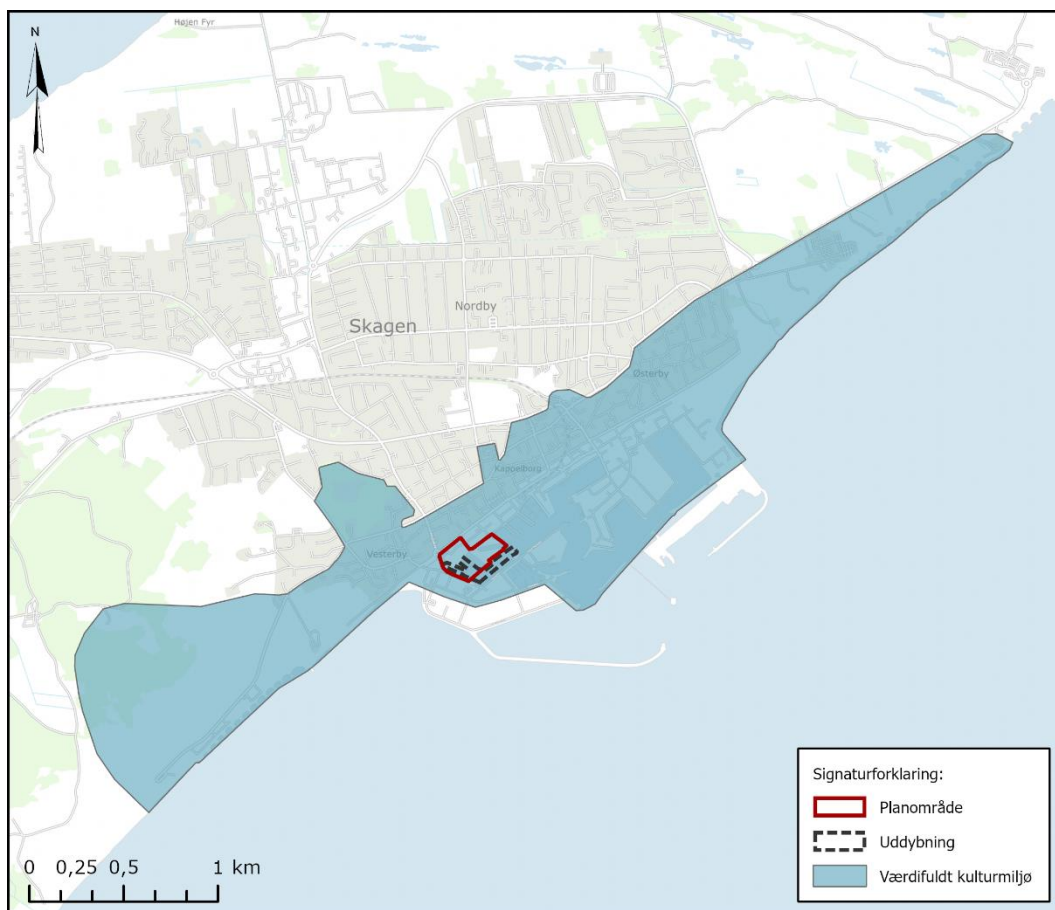 Højen Fyr
N
Nordby
Skagen
Østerby
Kappelborg
Vesterby
Signaturforklaring:
Planområde
Uddybning
Værdifuldt kulturmiljø
0 0,25 0,5 1 km